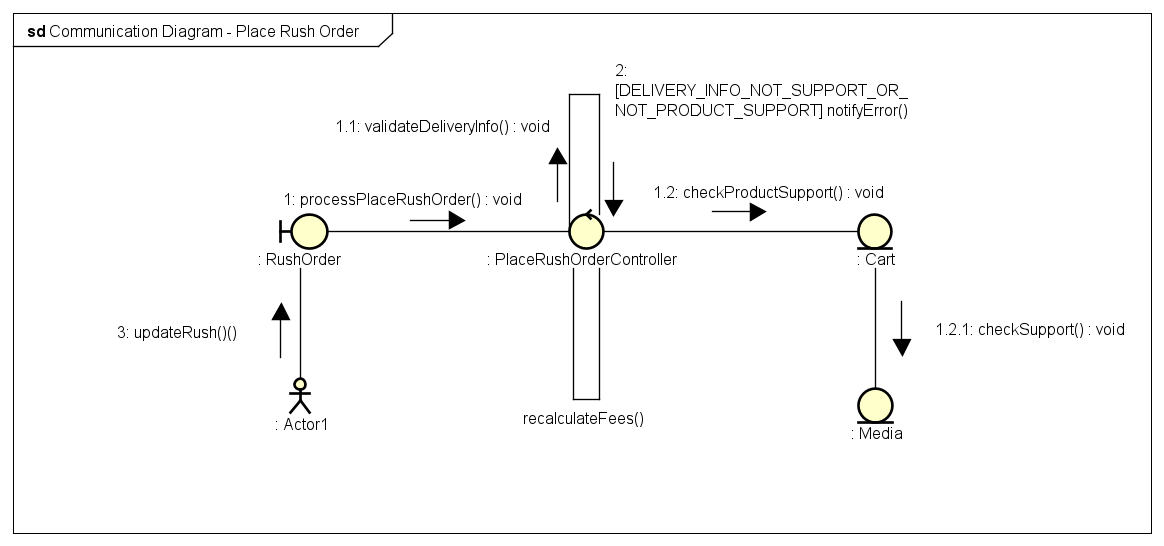 sd Communication Diagram - Place Rush Order
2:
[DELIVERY_INFO_NOT_SUPPORT_OR_
NOT_PRODUCT_SUPPORT] notifyError()
1.1: validateDeliveryInfo() : void
1: processPlaceRushOrder() : void
1.2: checkProductSupport() : void
: RushOrder
: PlaceRushOrderController
: Cart
3: updateRush()()
1.2.1: checkSupport() : void
: Actor1
recalculateFees()
: Media